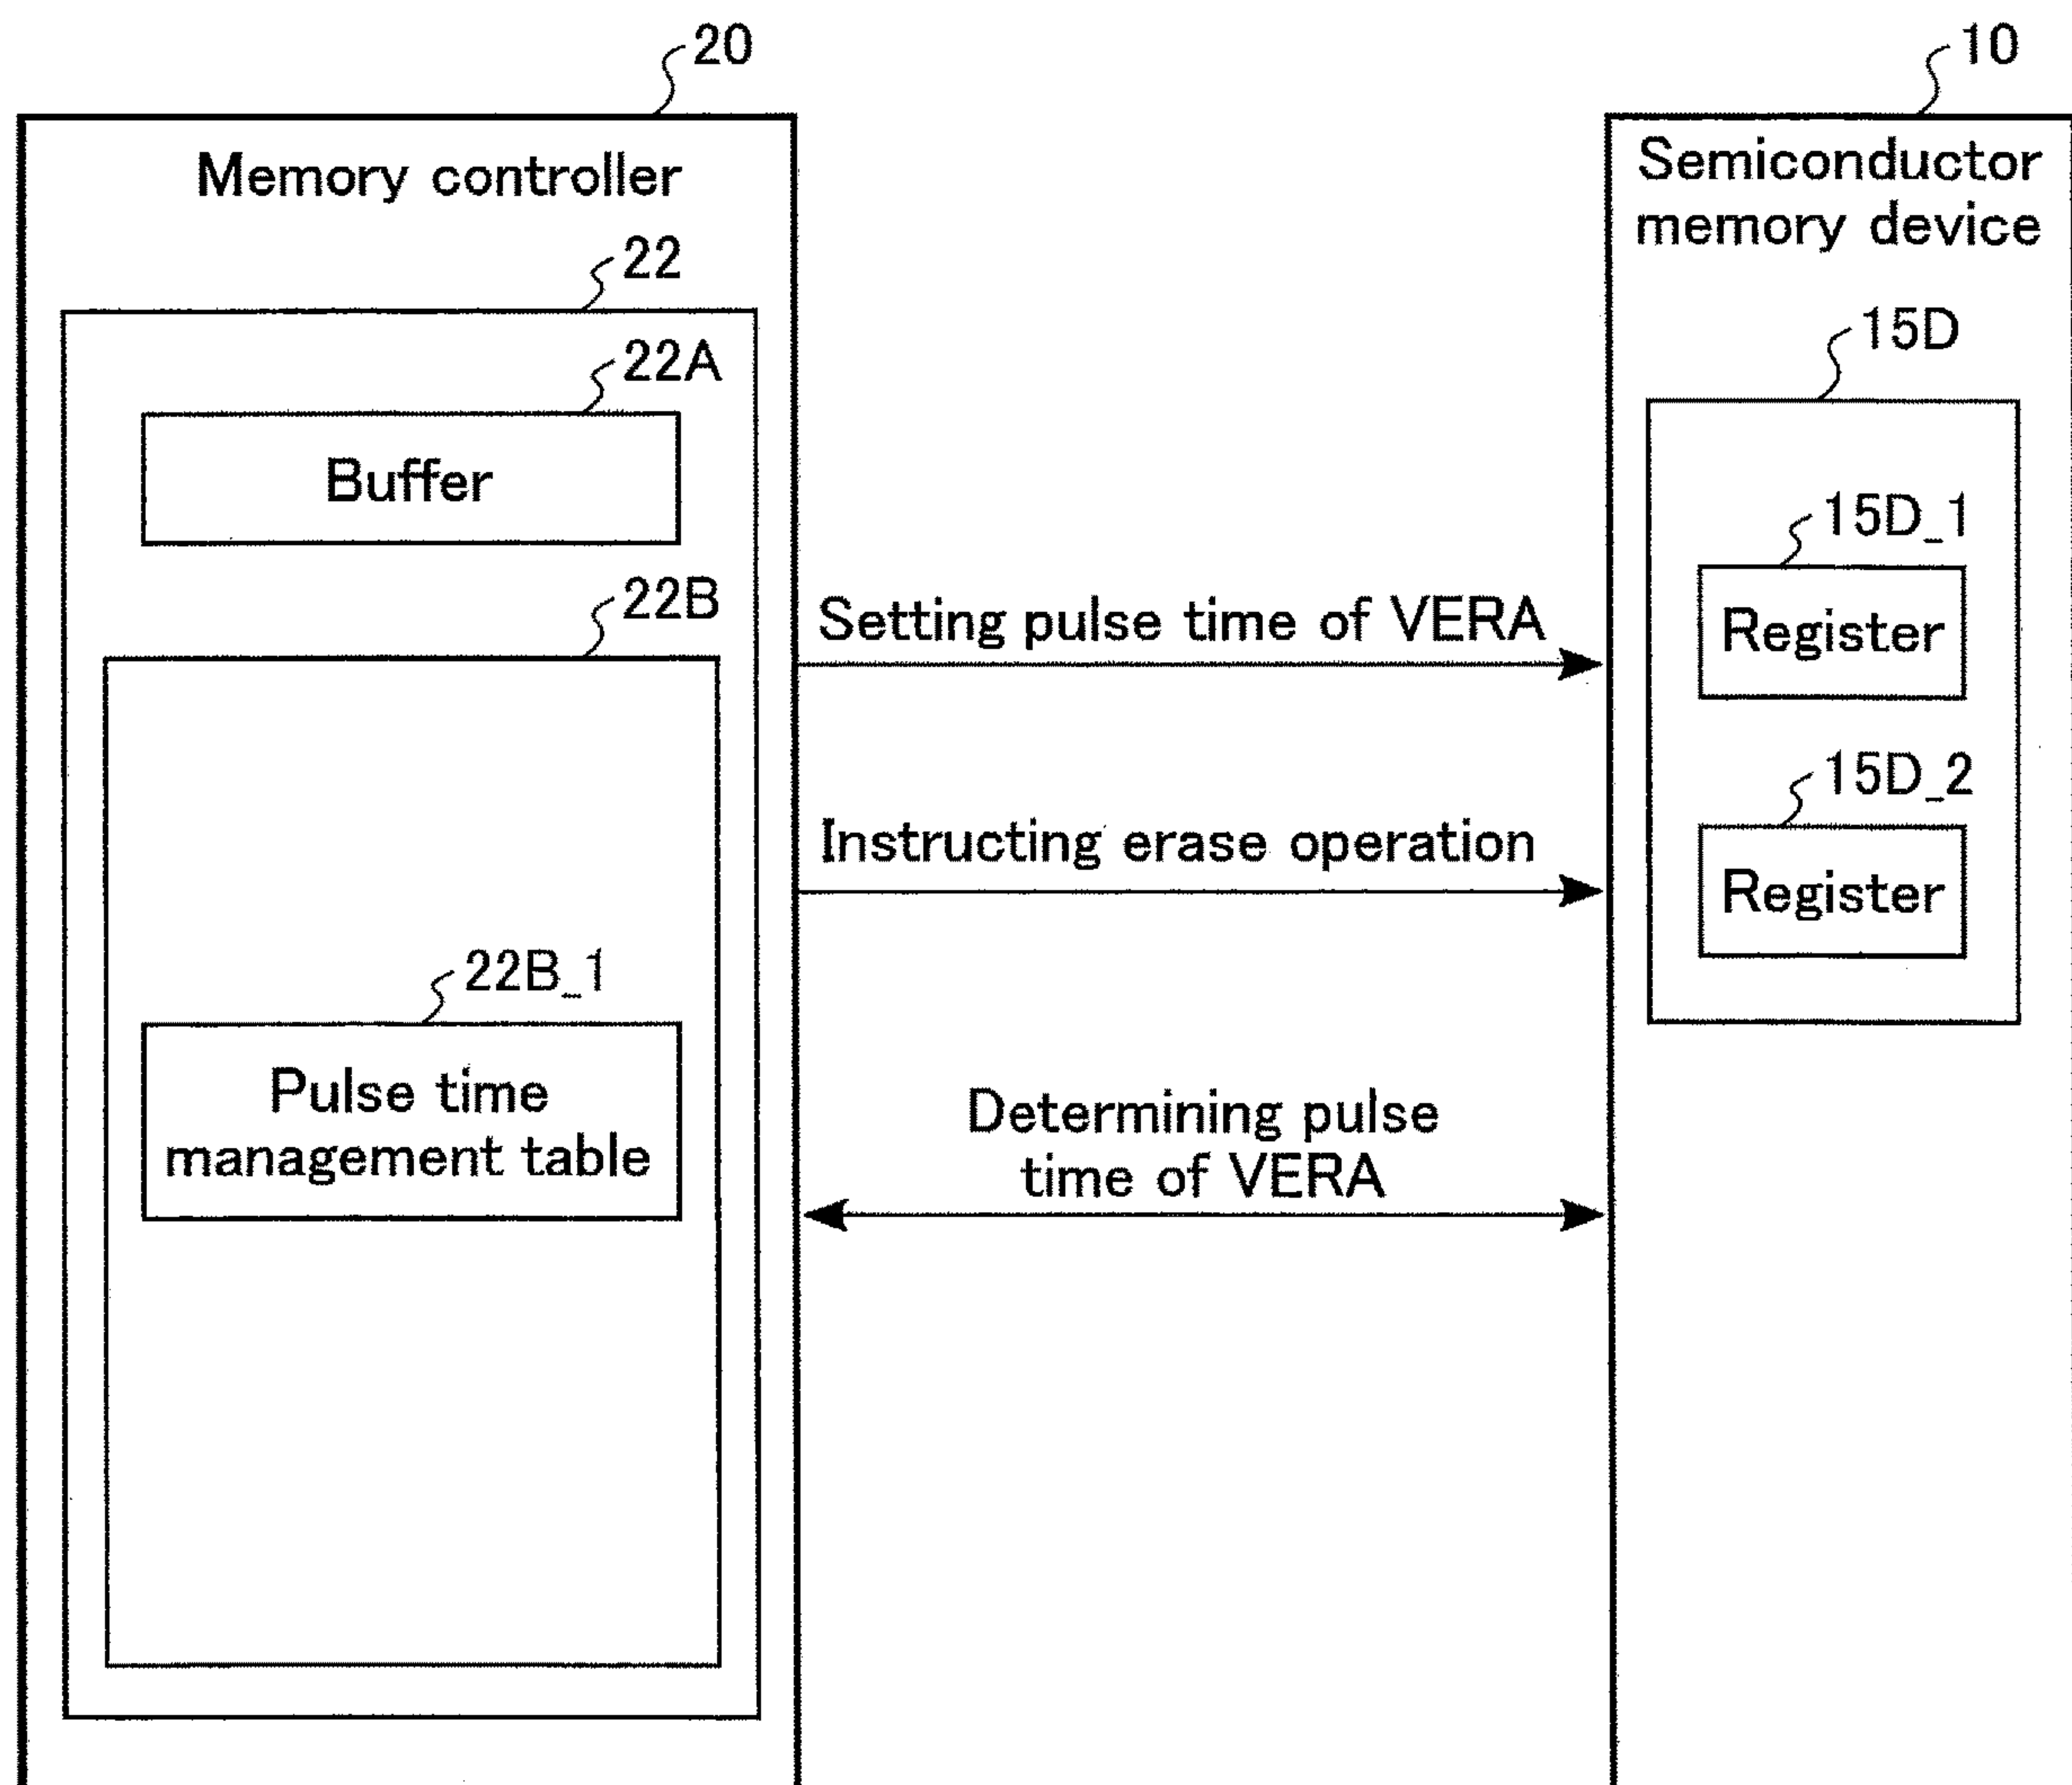 20
10
Memory controller
Semiconductor
memory device
22
22A
Buffer
22B
22B_1
Pulse time
management table
Setting pulse time of VERA
Instructing erase operation
Determining pulse
time of VERA
15D
15D_1
Register
15D_2
Register